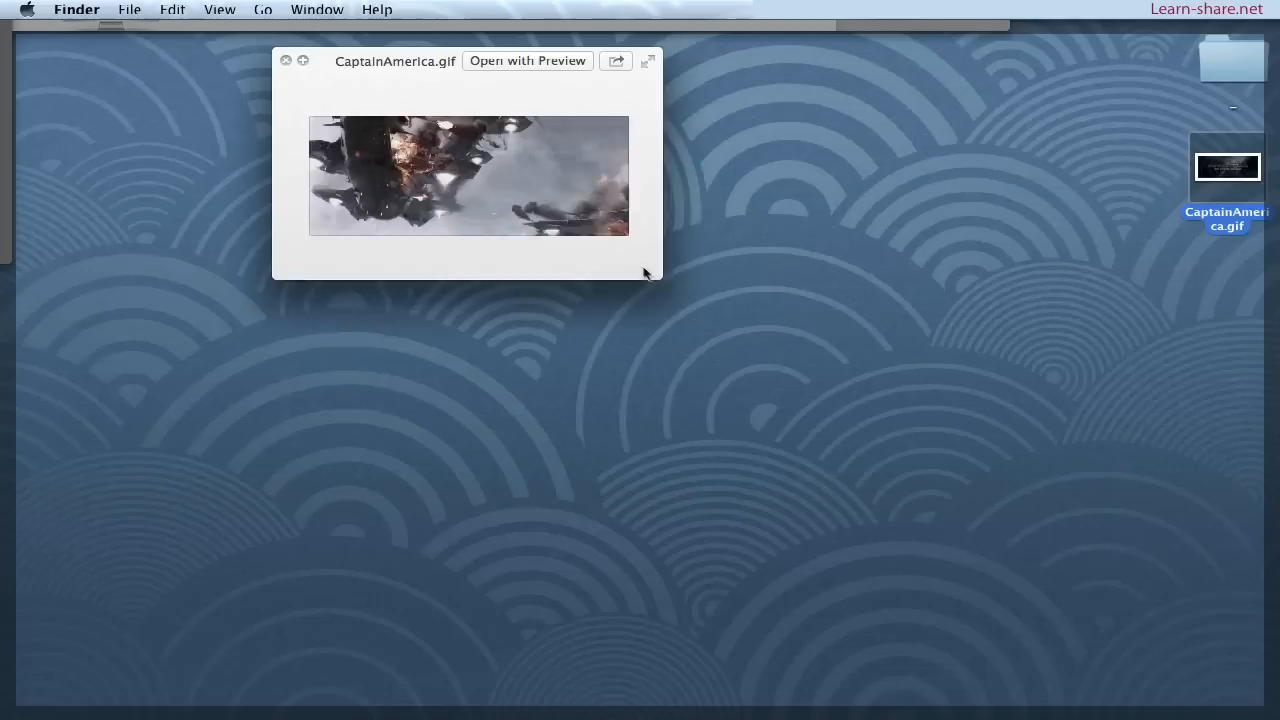 Finder File Edit View Go Window Help
Learn-share.net
CaptainAmerica.gif Open with Preview
CaptainAmeri
ca.gif